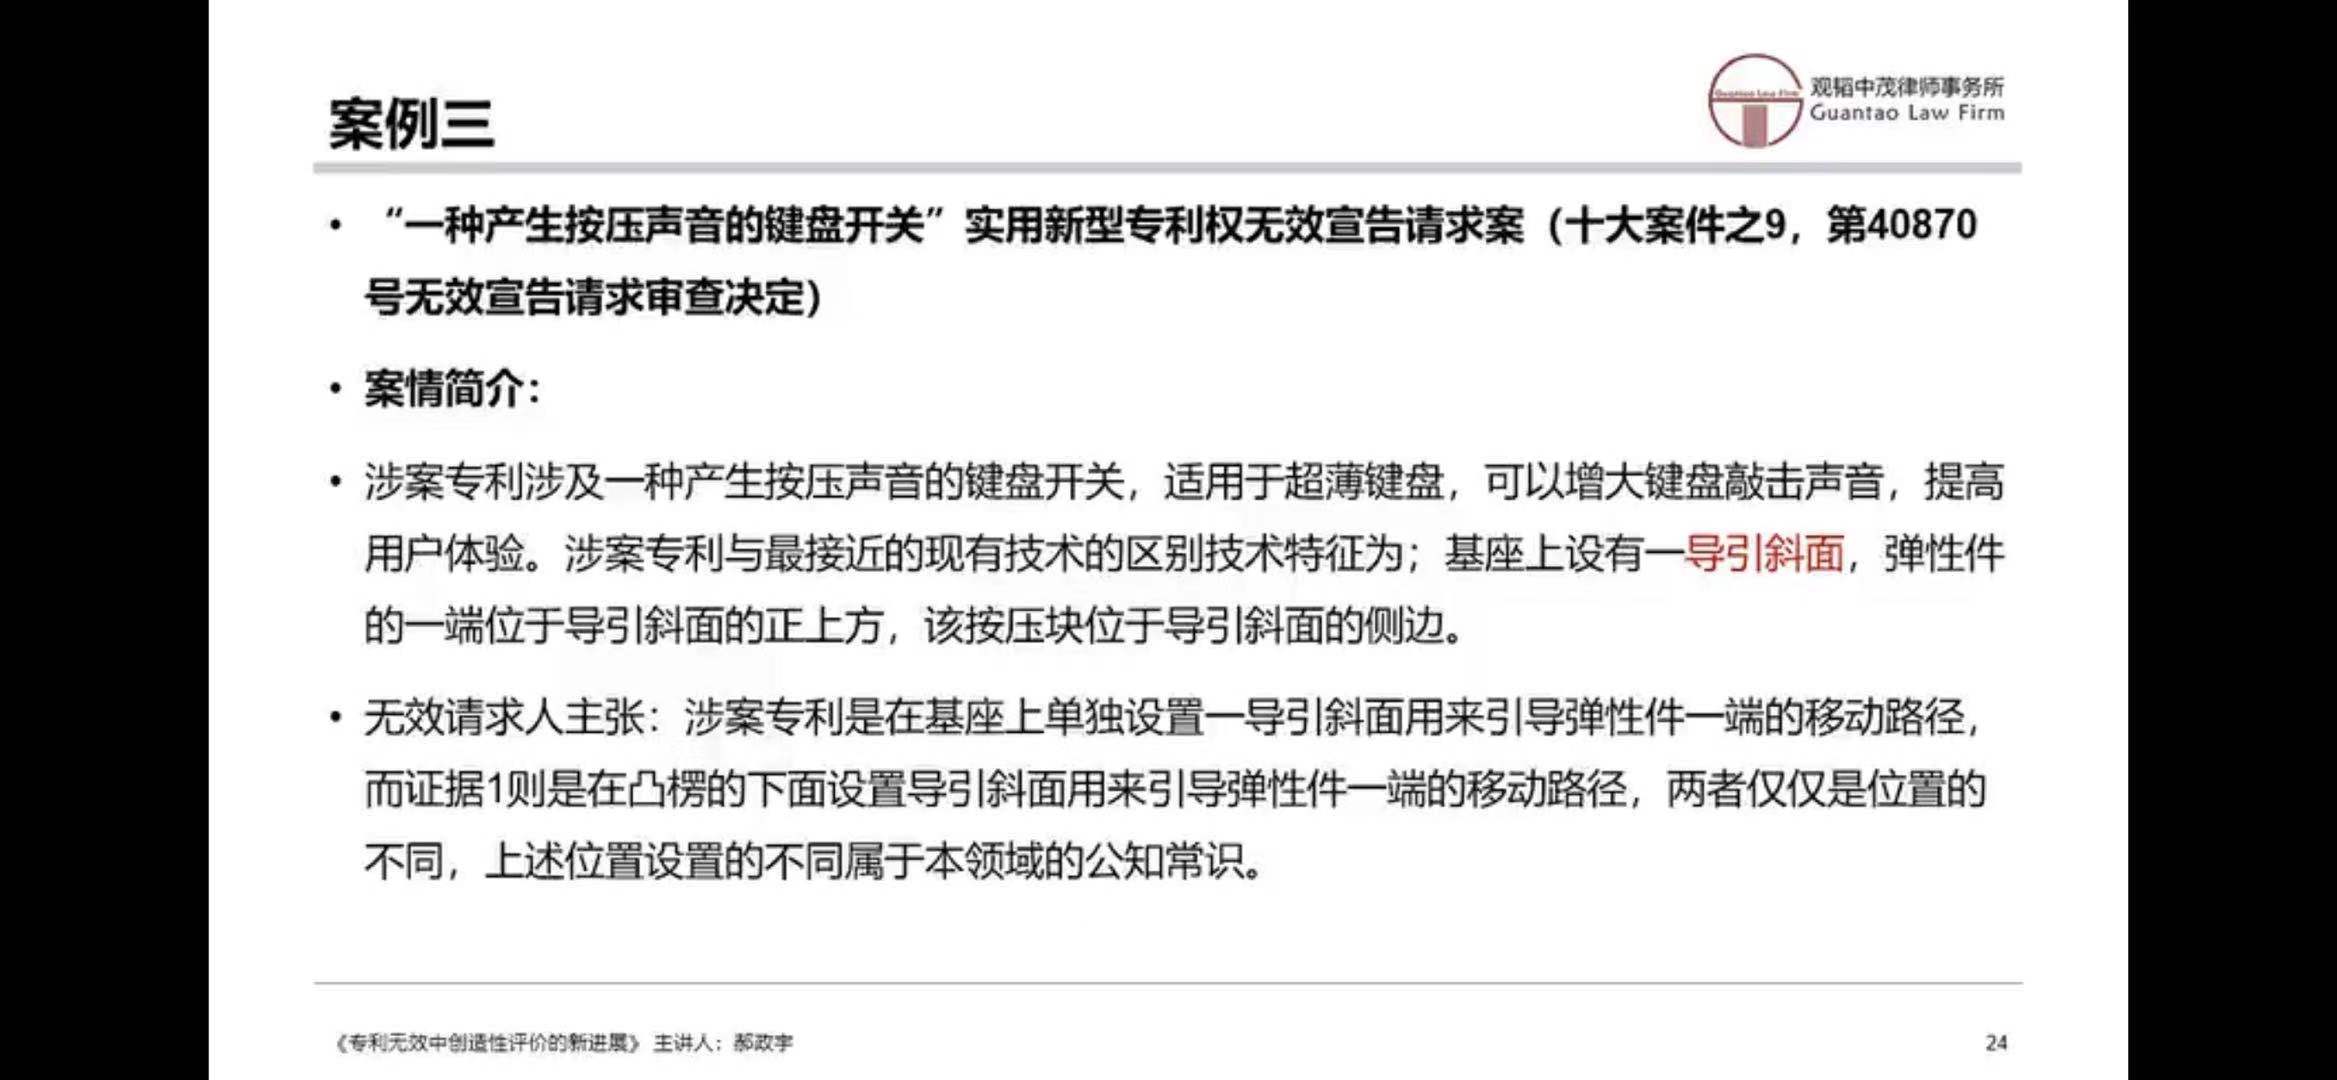 案例三
观韬中茂律师事务所
Guantao Law Firm
Guantao Law Firm
• “一种产生按压声音的键盘开关”实用新型专利权无效宣告请求案（十大案件之9，第40870
号无效宣告请求审查决定）
• 案情简介：
• 涉案专利涉及一种产生按压声音的键盘开关，适用于超薄键盘，可以增大键盘敲击声音，提高
用户体验。涉案专利与最接近的现有技术的区别技术特征为；基座上设有一导引斜面，弹性件
的一端位于导引斜面的正上方，该按压块位于导引斜面的侧边。
• 无效请求人主张：涉案专利是在基座上单独设置一导引斜面用来引导弹性件一端的移动路径，
而证据1则是在凸楞的下面设置导引斜面用来引导弹性件一端的移动路径，两者仅仅是位置的
不同，上述位置设置的不同属于本领域的公知常识。
《专利无效中创造性评价的新进展》 主讲人：郝政宇
24